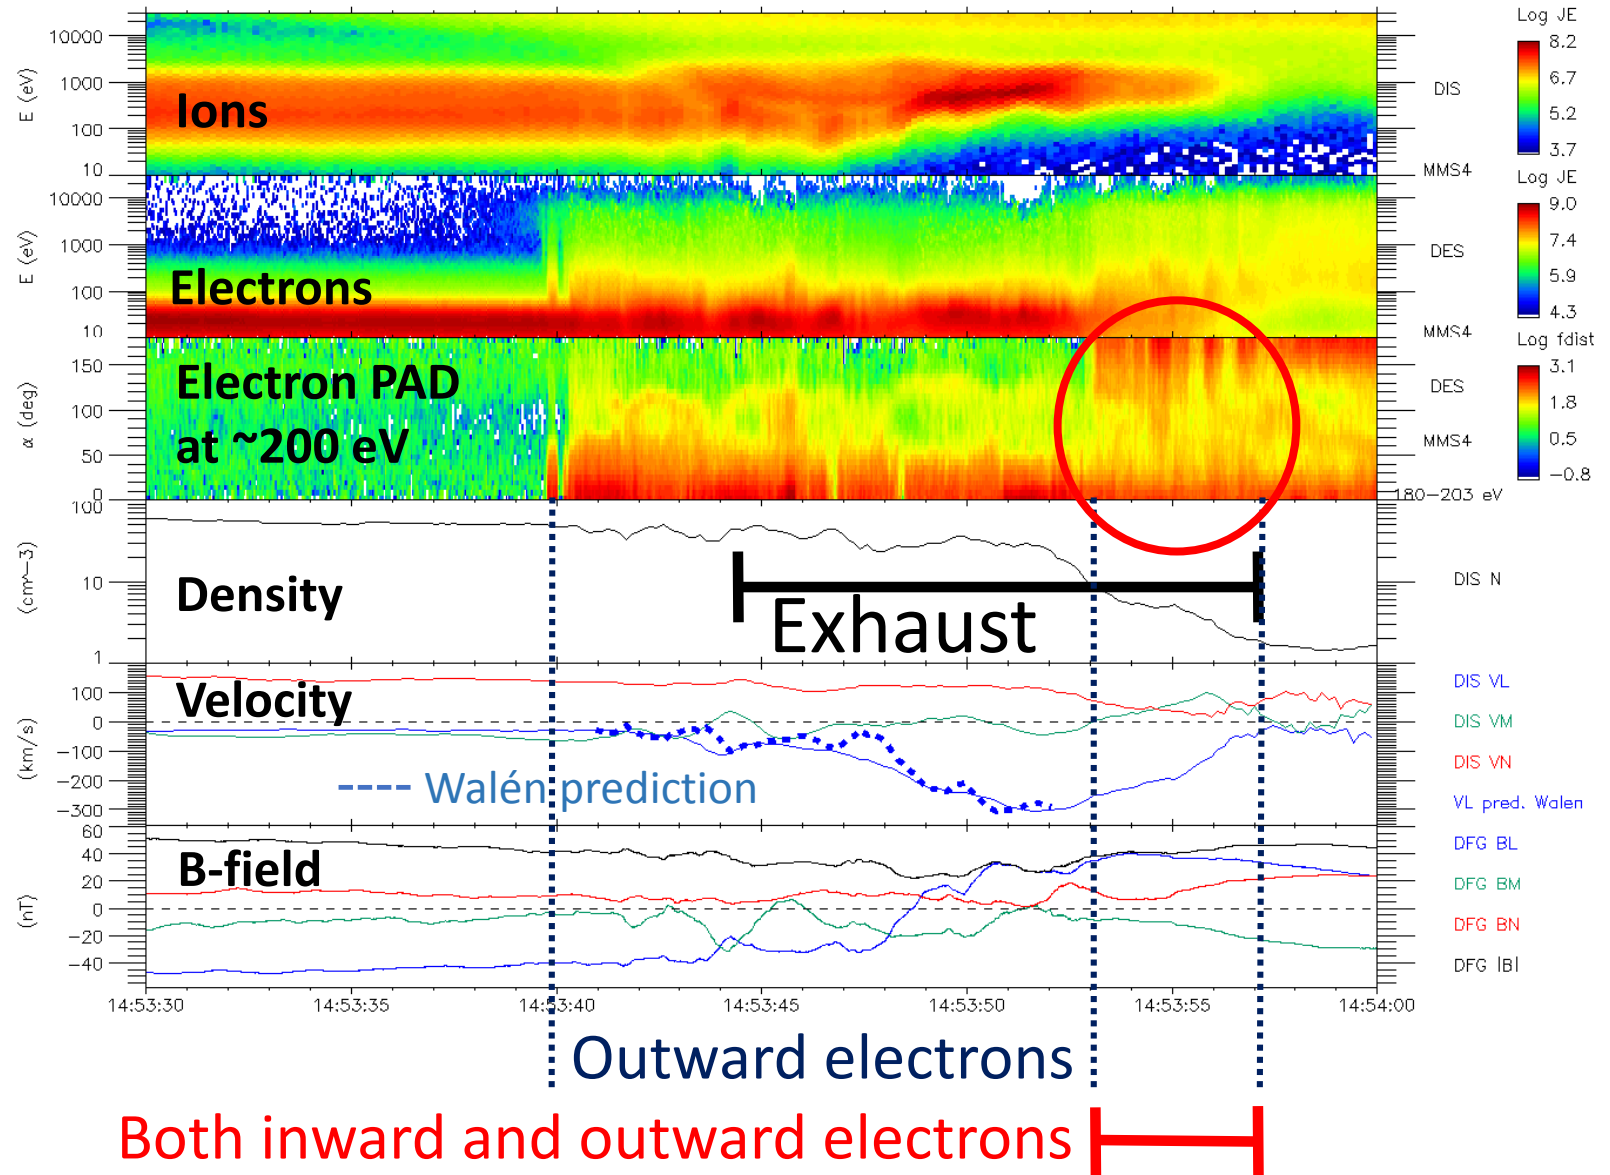 Log JE
8.2
6.7
5.2
3.7
E (eV)
10000
1000
100
10
Ions
DIS
MMS4
Log JE
9.0
7.4
5.9
4.3
E (eV)
10000
1000
100
10
Electrons
DES
MMS4
Log fdist
3.1
1.8
0.5
−0.8
α (deg)
150
100
50
0
Electron PAD
at ~200 eV
DES
MMS4
180−203 eV
(cm−3)
100
10
1
Density
Exhaust
DIS N
(km/s)
100
0
−100
−200
−300
Velocity
Walén prediction
DIS VL
DIS VM
DIS VN
VL pred. Walen
(nT)
60
40
20
0
−20
−40
B-field
DFG BL
DFG BM
DFG BN
DFG |B|
14:53:30
14:53:35
14:53:40
14:53:45
14:53:50
14:53:55
14:54:00
Outward electrons
Both inward and outward electrons